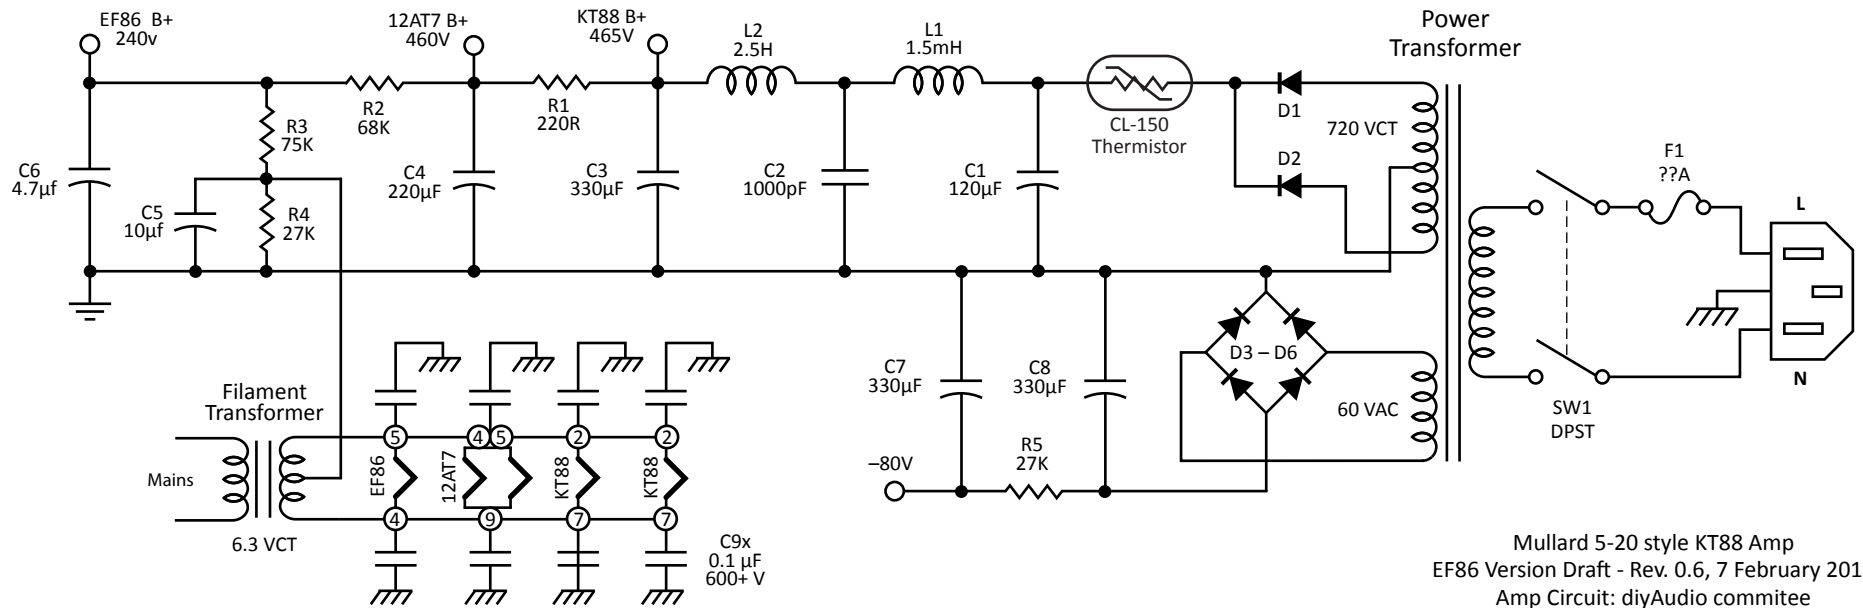 EF86 B+
240v
12AT7 B+
460V
KT88 B+
465V
L2
2.5H
L1
1.5mH
Power
Transformer
R2
68K
R1
220R
D1
CL-150
Thermistor
720 VCT
R3
75K
C6
4.7µf
C4
220µF
C3
330µF
C2
1000pF
C1
120µF
D2
F1
??A
C5
10µf
R4
27K
L
N
Filament
Transformer
C7
330µF
C8
330µF
D3 – D6
60 VAC
SW1
DPST
5
4
5
2
2
Mains
EF86
12AT7
KT88
KT88
–80V
R5
27K
4
9
7
7
6.3 VCT
C9x
0.1 µF
600+ V
Mullard 5-20 style KT88 Amp
EF86 Version Draft - Rev. 0.6, 7 February 201
Amp Circuit: diyAudio commitee